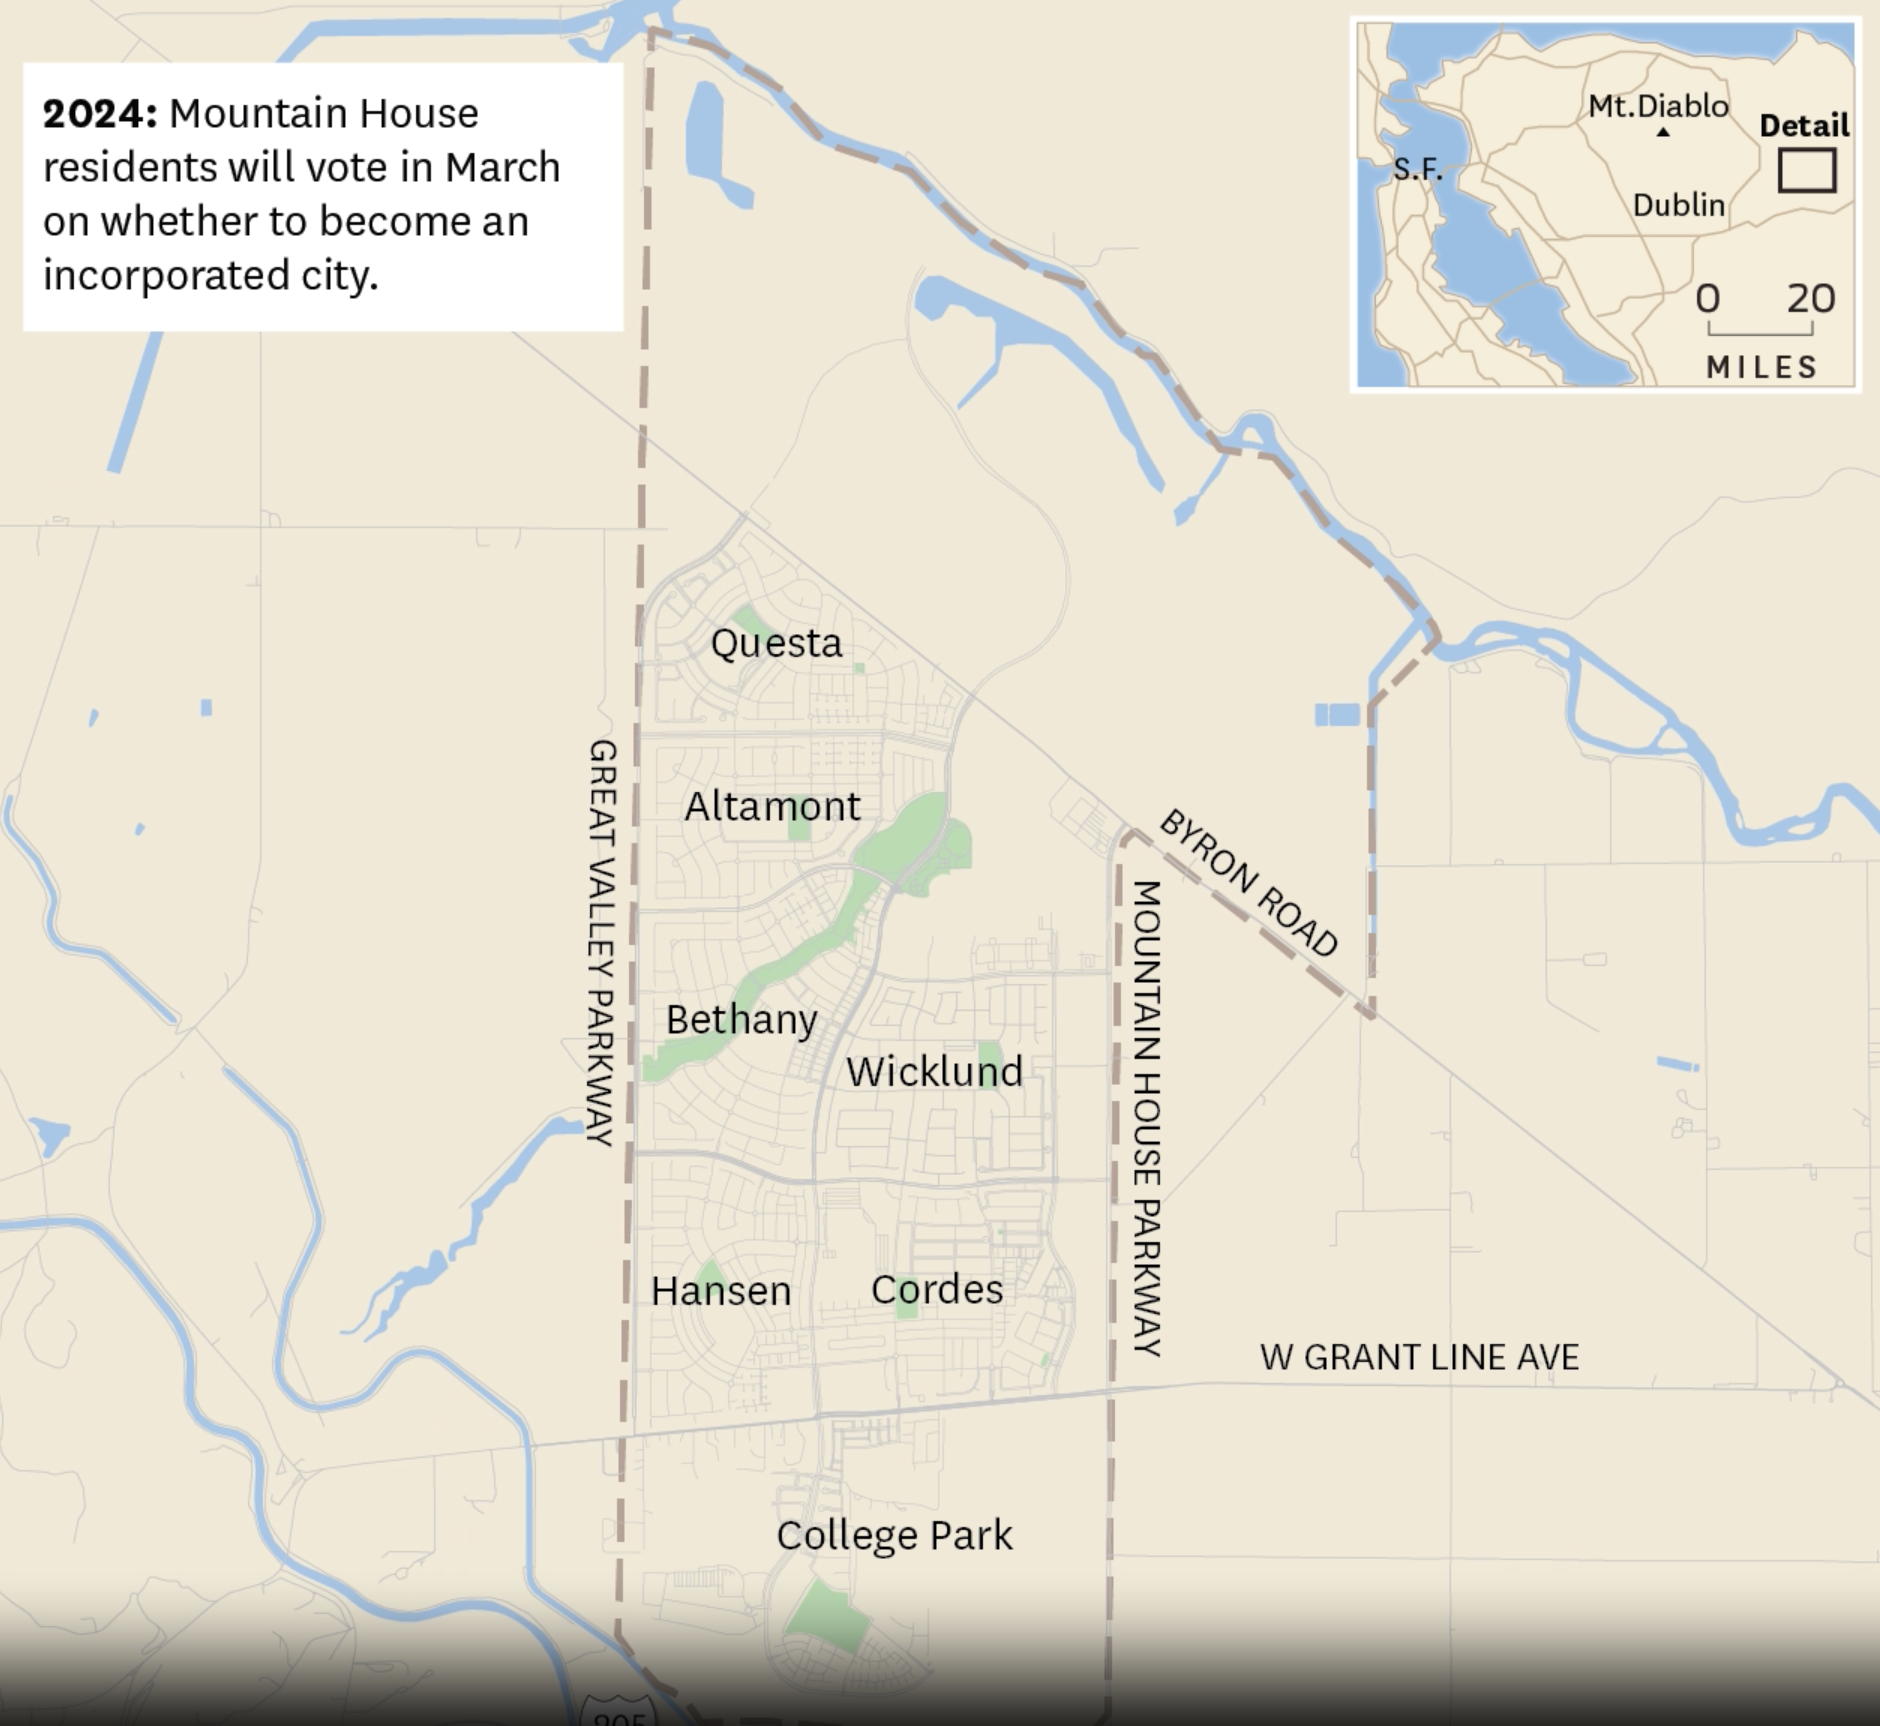 2024: Mountain House
residents will vote in March
on whether to become an
incorporated city.
Mt.Diablo
Detail
S.F.
Dublin
0 20
MILES
Questa
GREAT VALLEY PARKWAY
Altamont
BYRON ROAD
MOUNTAIN HOUSE PARKWAY
Bethany
Wicklund
Hansen
Cordes
W GRANT LINE AVE
College Park